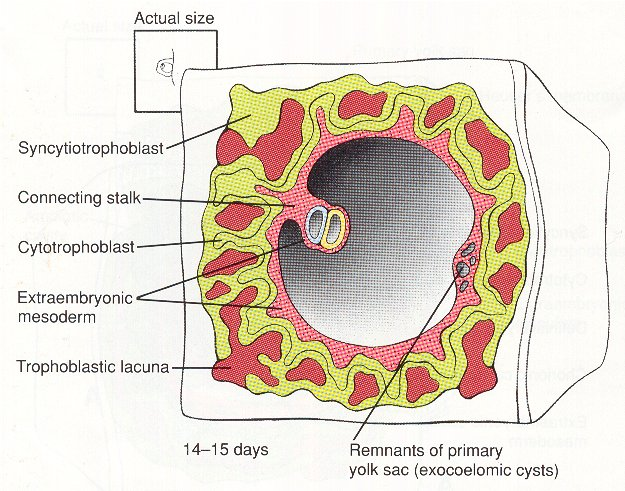 Actual size
Syncytiotrophoblast
Connecting stalk
Cytotrophoblast
Extraembryonic
mesoderm
Trophoblastic lacuna
14–15 days
Remnants of primary
yolk sac (exocoelomic cysts)